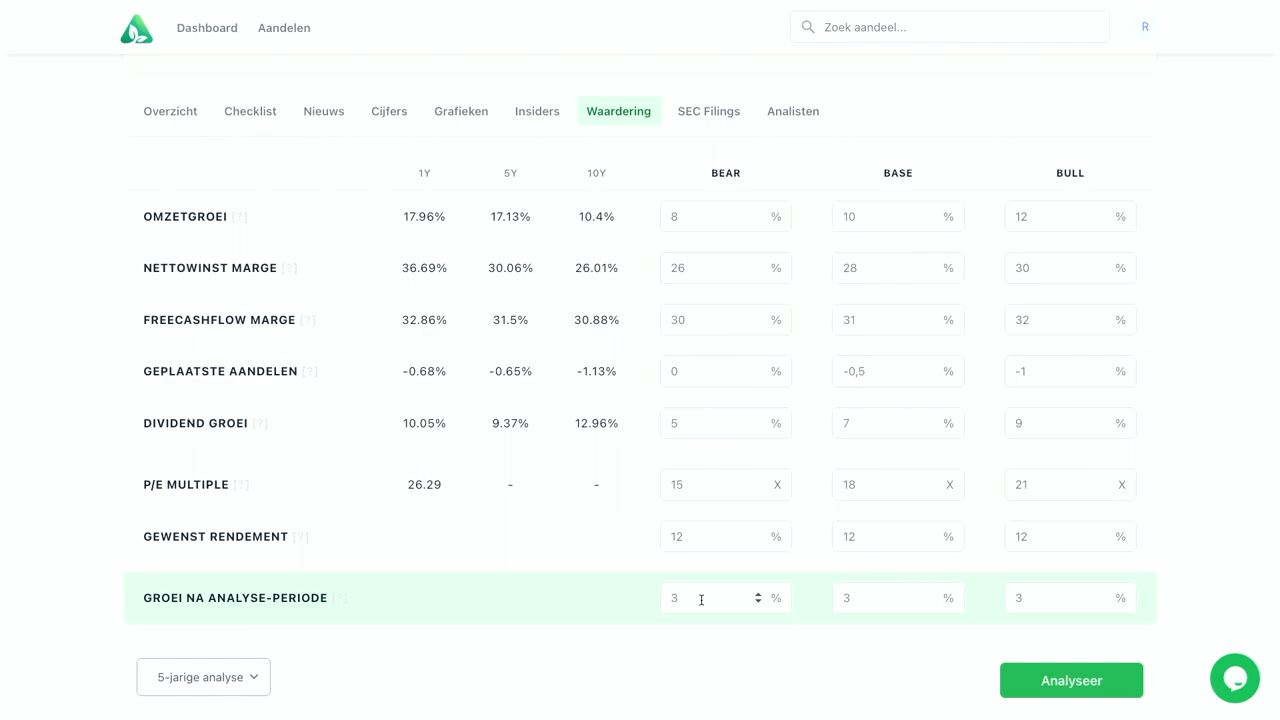 Dashboard Aandelen Zoek aandeel... R
Overzicht Checklist Nieuws Cijfers Grafieken Insiders Waardering SEC Filings Analisten
1Y 5Y 10Y BEAR BASE BULL
OMZETGROEI [?] 17.96% 17.13% 10.4% 8 % 10 % 12 %
NETTOWINST MARGE [?] 36.69% 30.06% 26.01% 26 % 28 % 30 %
FREECASHFLOW MARGE [?] 32.86% 31.5% 30.88% 30 % 31 % 32 %
GEPLAATSTE AANDELEN [?] -0.68% -0.65% -1.13% 0 % -0,5 % -1 %
DIVIDEND GROEI [?] 10.05% 9.37% 12.96% 5 % 7 % 9 %
P/E MULTIPLE [?] 26.29 - - 15 X 18 X 21 X
GEWENST RENDEMENT [?] 12 % 12 % 12 %
GROEI NA ANALYSE-PERIODE [?] 3 % 3 % 3 %
5-jarige analyse Analyseer